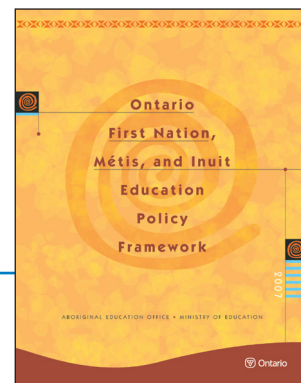 Ontario
First Nation,
Métis, and Inuit
Education
Policy
Framework
2007
ABORIGINAL EDUCATION OFFICE • MINISTRY OF EDUCATION
Ontario